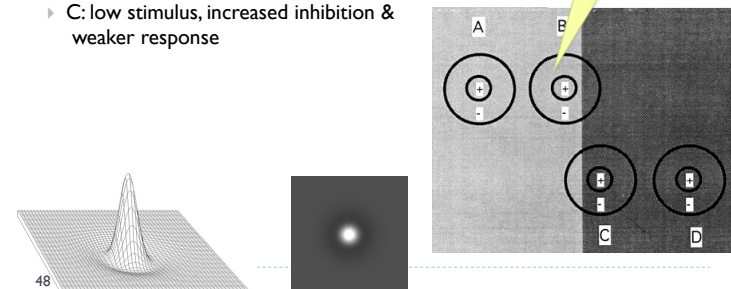 C: low stimulus, increased inhibition &
weaker response
A
B
+
+
-
-
+
+
-
-
C
D
48